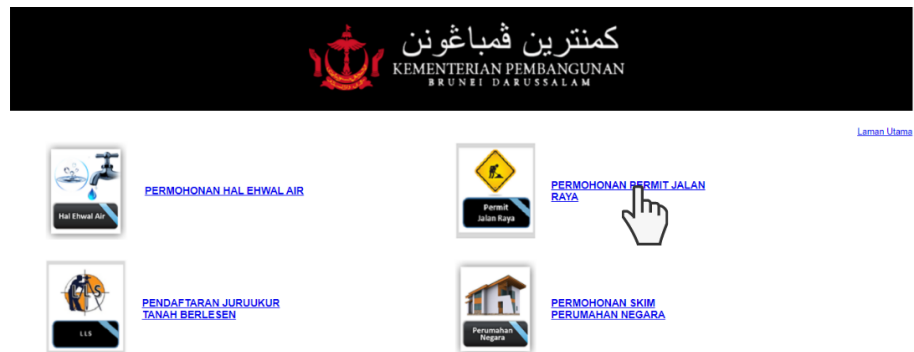 كمنترين ڤمباڠونن
KEMENTERIAN PEMBANGUNAN
BRUNEI DARUSSALAM
Laman Utama
Hal Ehwal Air
PERMOHONAN HAL EHWAL AIR
Permit
Jalan Raya
PERMOHONAN PERMIT JALAN
RAYA
LLS
LLS
PENDAFTARAN JURUUKUR
TANAH BERLESEN
Perumahan
Negara
PERMOHONAN SKIM
PERUMAHAN NEGARA